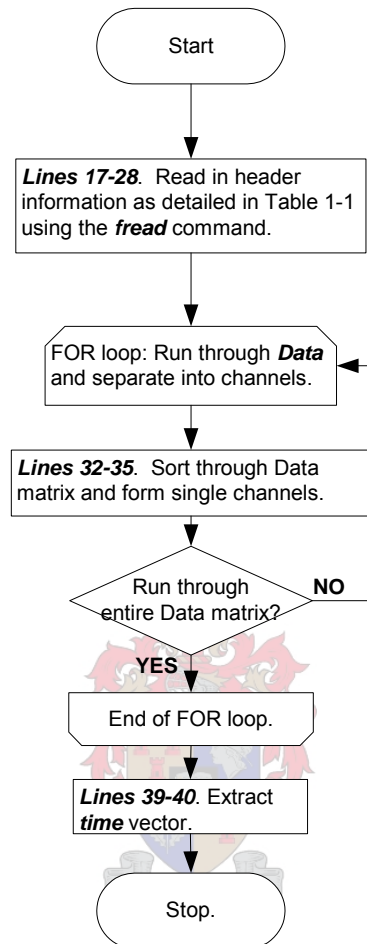 Start
Lines 17-28. Read in header
information as detailed in Table 1-1
using the fread command.
FOR loop: Run through Data
and separate into channels.
Lines 32-35. Sort through Data
matrix and form single channels.
Run through
entire Data matrix?
NO
YES
End of FOR loop.
Lines 39-40. Extract
time vector.
Stop.